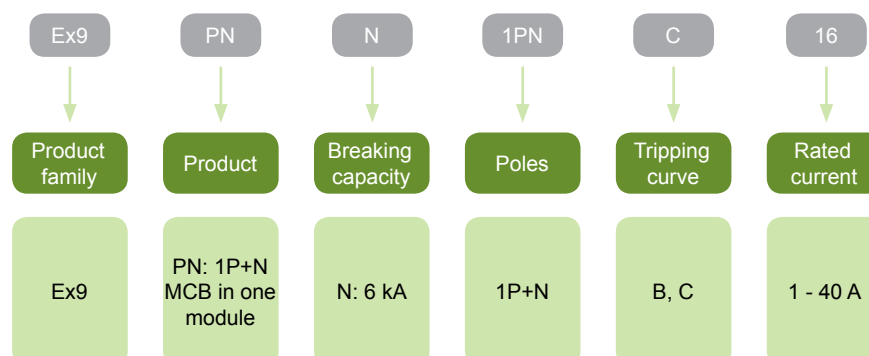 Ex9
PN
N
1PN
C
16
Product
family
Product
Breaking
capacity
Poles
Tripping
curve
Rated
current
Ex9
PN: 1P+N
MCB in one
module
N: 6 kA
1P+N
B, C
1 - 40 A